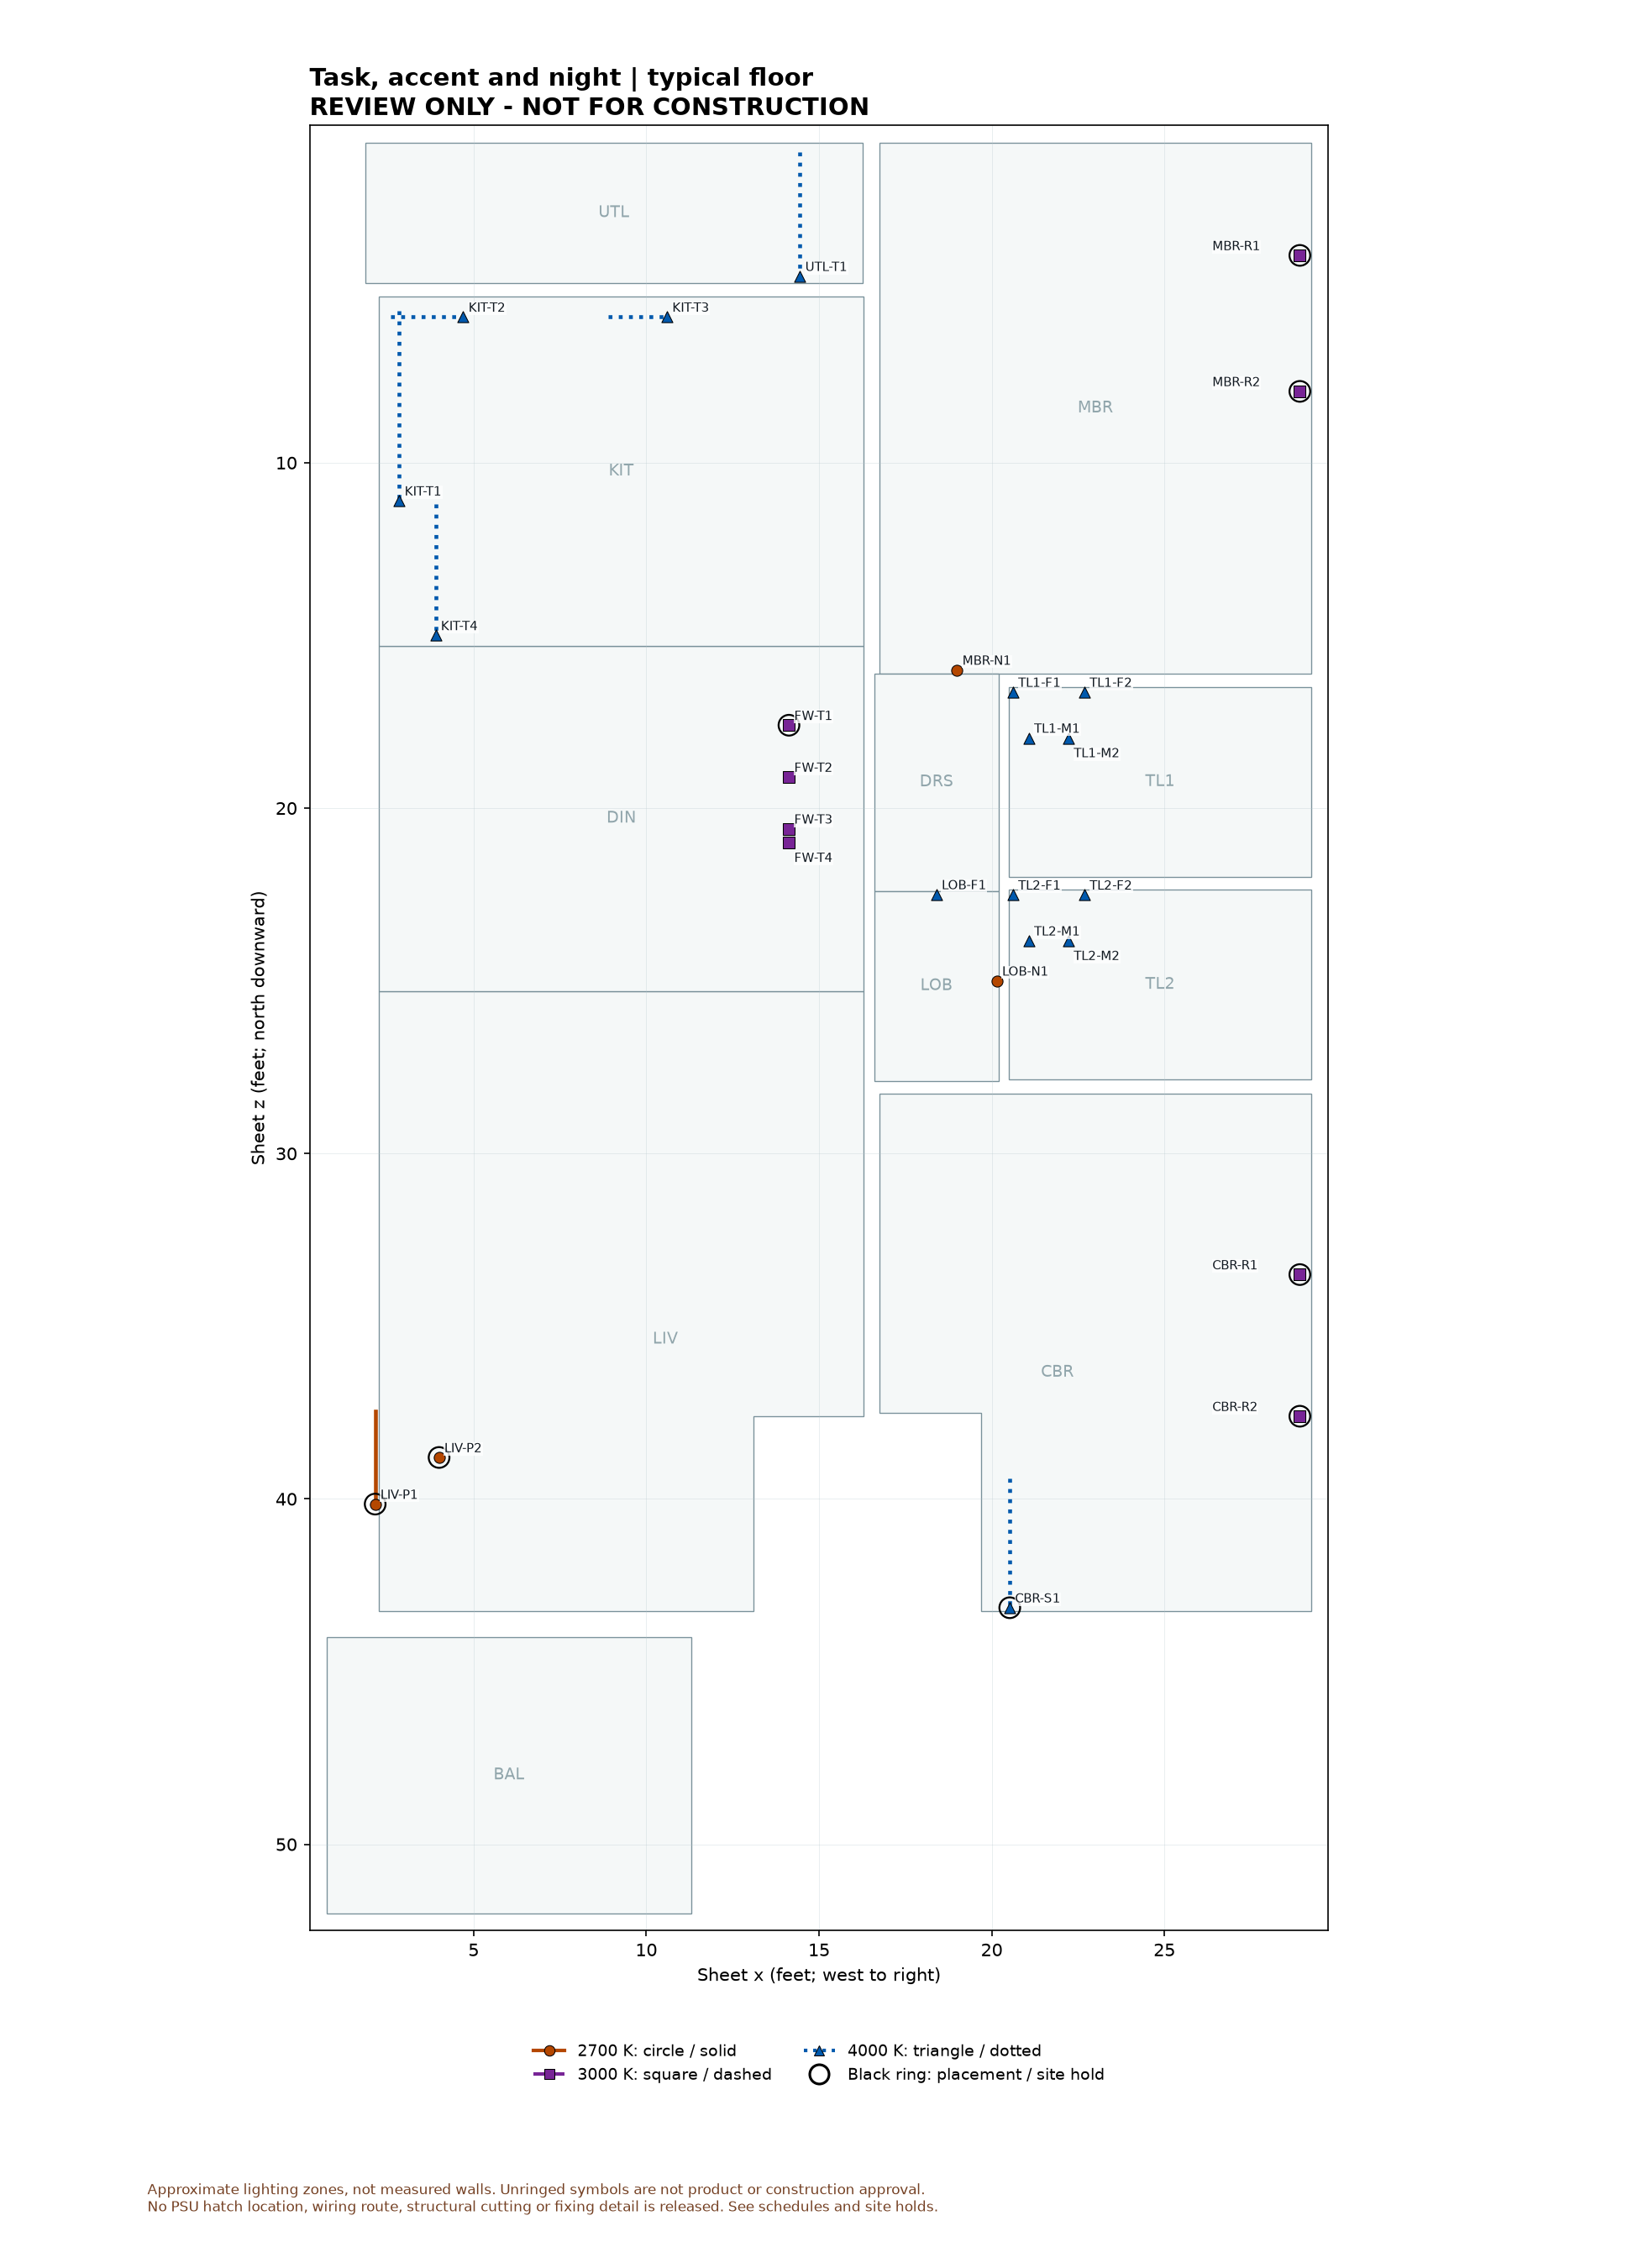 Task, accent and night | typical floor
REVIEW ONLY - NOT FOR CONSTRUCTION
UTL
UTL-T1
MBR-R1
KIT-T2
KIT-T3
MBR-R2
MBR
10
KIT
KIT-T1
KIT-T4
MBR-N1
TL1-F1
TL1-F2
FW-T1
TL1-M1
TL1-M2
FW-T2
DRS
TL1
20
DIN
FW-T3
FW-T4
LOB-F1
TL2-F1
TL2-F2
TL2-M1
TL2-M2
LOB-N1
LOB
TL2
Sheet z (feet; north downward)
30
CBR-R1
LIV
CBR
CBR-R2
LIV-P2
LIV-P1
40
CBR-S1
BAL
50
5
10
15
20
25
Sheet x (feet; west to right)
2700 K: circle / solid
4000 K: triangle / dotted
3000 K: square / dashed
Black ring: placement / site hold
Approximate lighting zones, not measured walls. Unringed symbols are not product or construction approval.
No PSU hatch location, wiring route, structural cutting or fixing detail is released. See schedules and site holds.